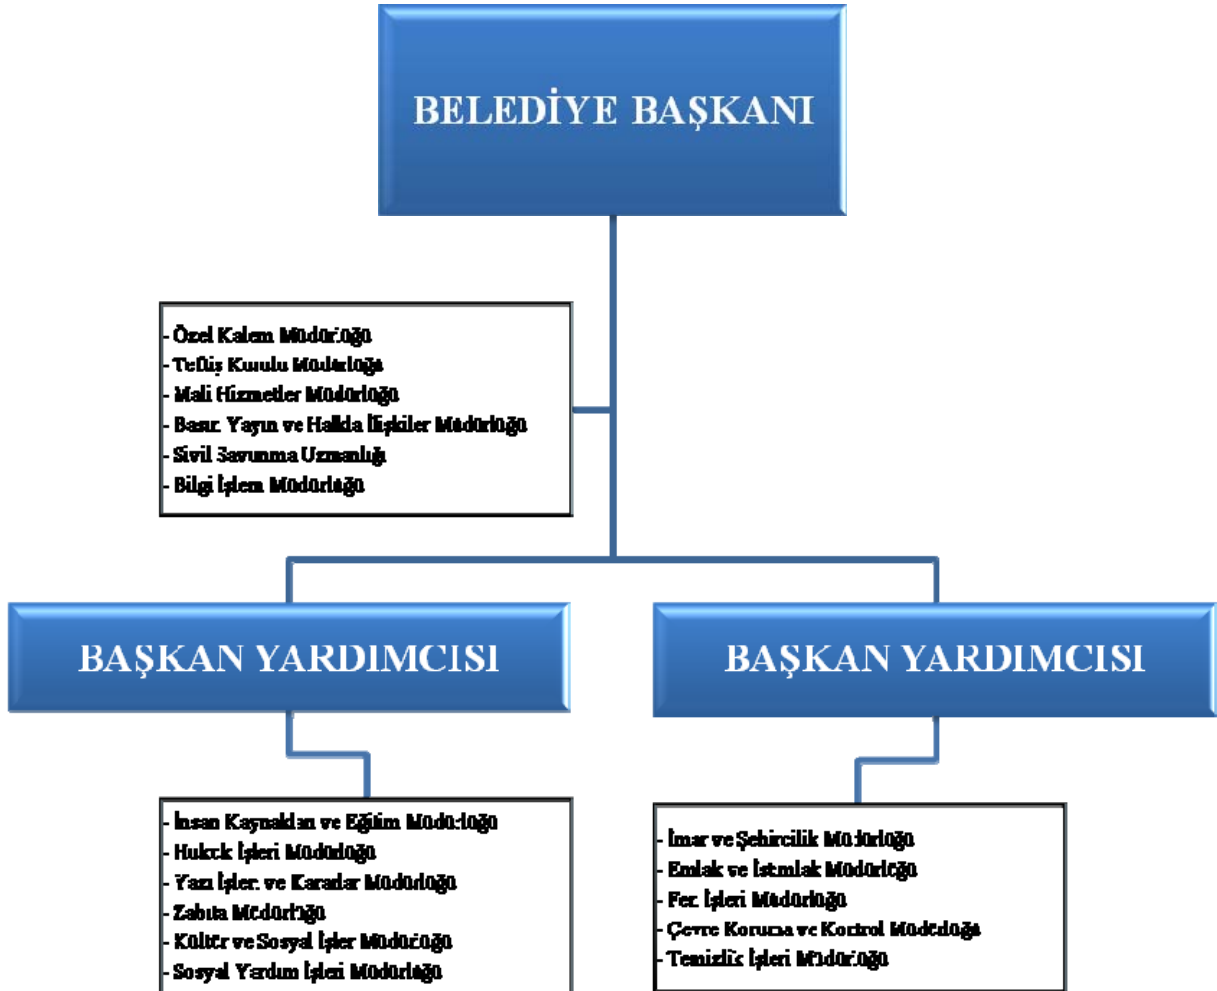 BELEDİYE BAŞKANI
- Özel Kalem Müdürlüğü
- Teftiş Kurulu Müdürlüğü
- Mali Hizmetler Müdürlüğü
- Basın Yayın ve Halkla İlişkiler Müdürlüğü
- Sivil Savunma Uzmanlığı
- Bilgi İşlem Müdürlüğü
BAŞKAN YARDIMCISI
BAŞKAN YARDIMCISI
- İnsan Kaynakları ve Eğitim Müdürlüğü
- Hukuk İşleri Müdürlüğü
- Yazı İşleri ve Kararlar Müdürlüğü
- Zabıta Müdürlüğü
- Kültür ve Sosyal İşler Müdürlüğü
- Sosyal Yardım İşleri Müdürlüğü
- İmar ve Şehircilik Müdürlüğü
- Emlak ve İstimlak Müdürlüğü
- Fen İşleri Müdürlüğü
- Çevre Koruma ve Kontrol Müdürlüğü
- Temizlik İşleri Müdürlüğü